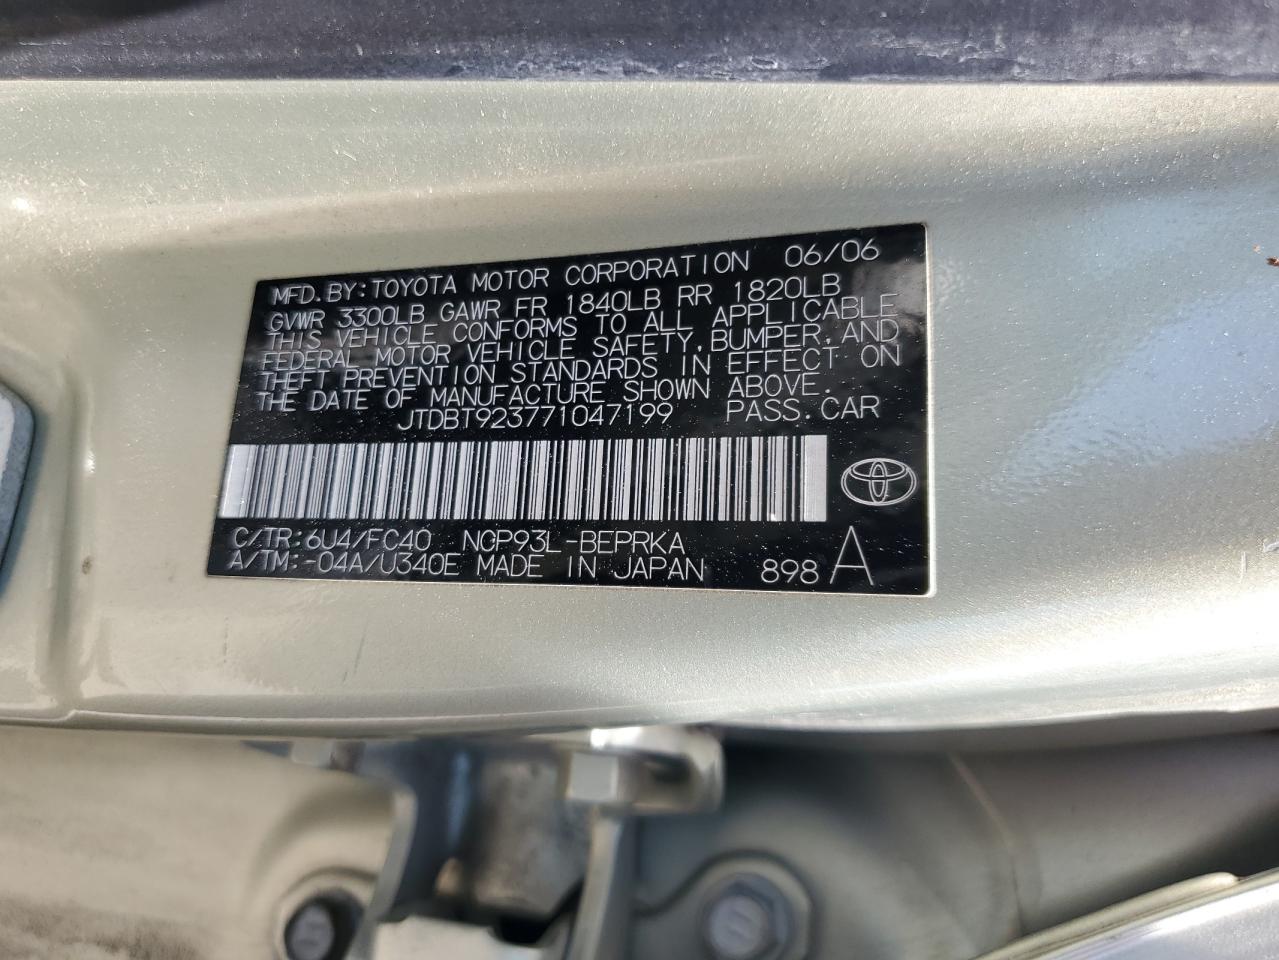 MFD.BY:TOYOTA MOTOR CORPORATION 06/06
GVWR 3300LB GAWR FR 1840LB RR 1820LB
THIS VEHICLE CONFORMS TO ALL APPLICABLE
FEDERAL MOTOR VEHICLE SAFETY,BUMPER,AND
THEFT PREVENTION STANDARDS IN EFFECT ON
THE DATE OF MANUFACTURE SHOWN ABOVE.
JTDBT923771047199 PASS.CAR
C/TR:6U4/FC40 NCP93L-BEPRKA
A/TM:-04A/U340E MADE IN JAPAN 898 A